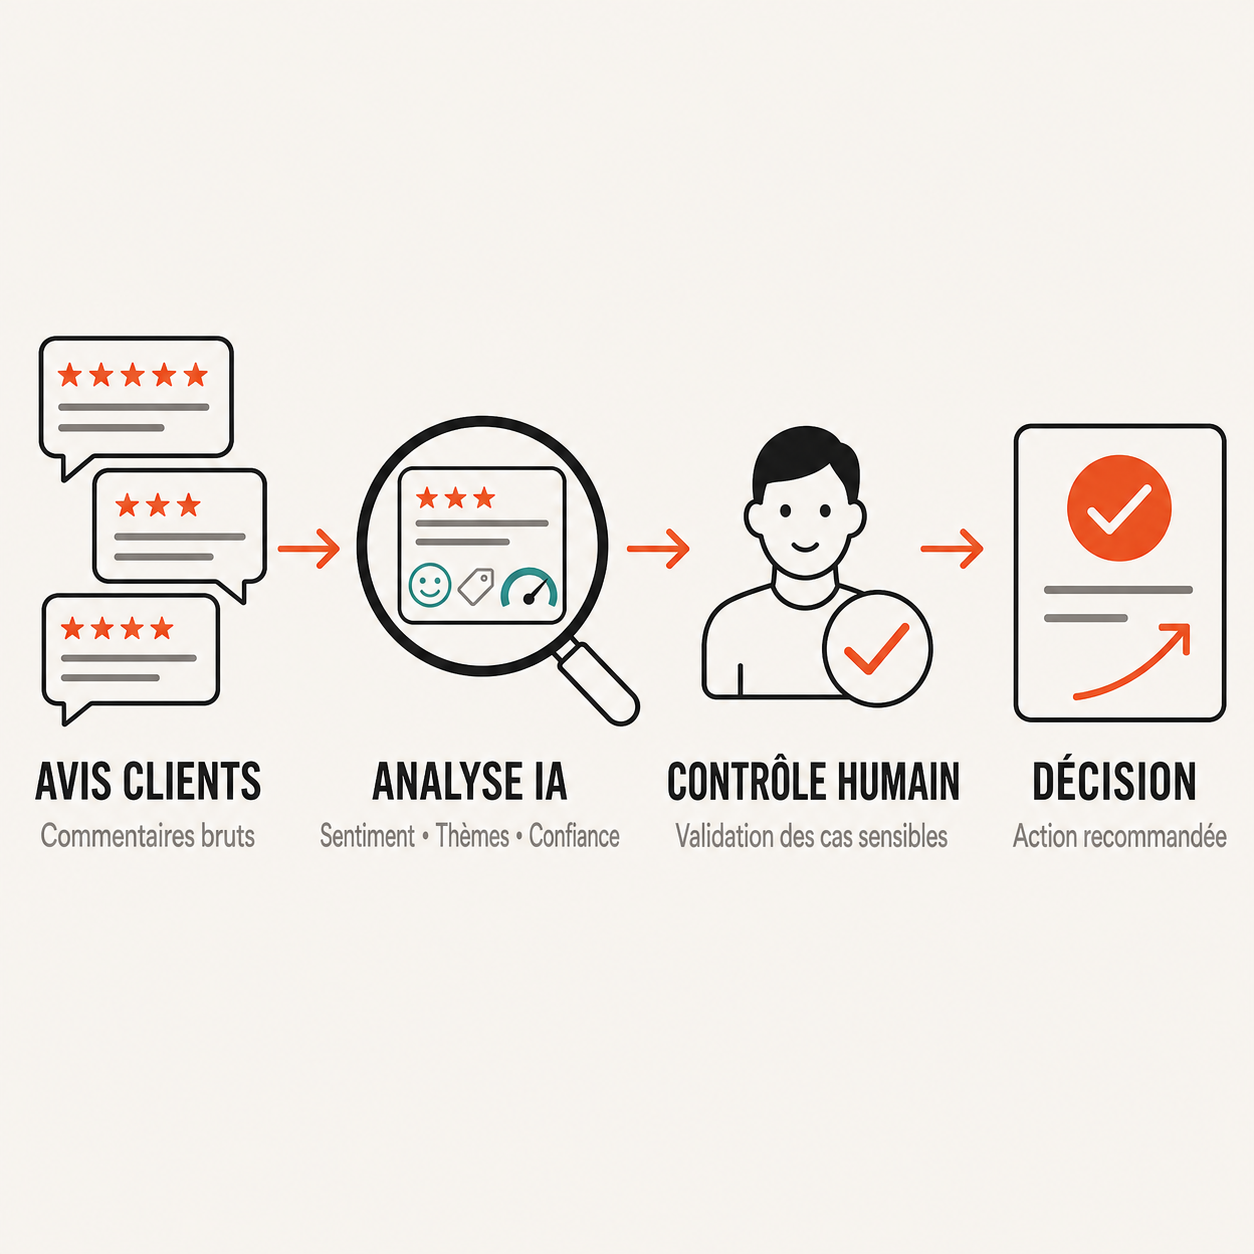 AVIS CLIENTS
Commentaires bruts
ANALYSE IA
Sentiment • Thèmes • Confiance
CONTRÔLE HUMAIN
Validation des cas sensibles
DÉCISION
Action recommandée